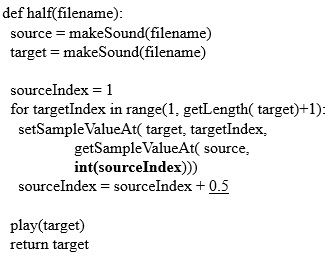 def half(filename):
source = makeSound(filename)
target = makeSound(filename)
sourceIndex = 1
for targetIndex in range(1, getLength( target)+1):
setSampleValueAt( target, targetIndex,
getSampleValueAt( source,
int(sourceIndex)))
sourceIndex = sourceIndex + 0.5
play(target)
return target